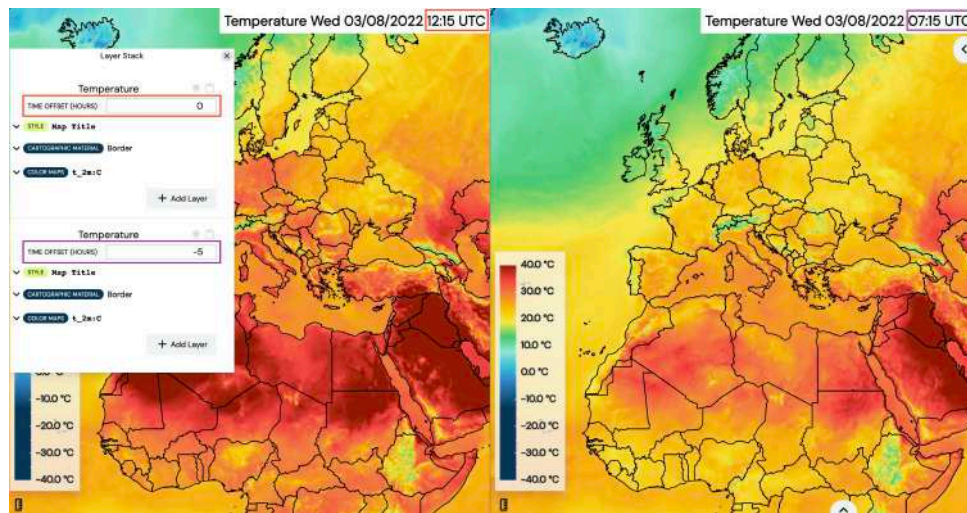 Temperature Wed 03/08/2022 12:15 UTC
Layer Stack
Temperature
TIME OFFSET (HOURS) 0
STYLE Map Title
CARTOGRAPHIC MATERIAL Border
COLOR MAPS t_2m:C
+ Add Layer
Temperature
TIME OFFSET (HOURS) -5
STYLE Map Title
CARTOGRAPHIC MATERIAL Border
COLOR MAPS t_2m:C
+ Add Layer
0.0 °C
-10.0 °C
-20.0 °C
-30.0 °C
-40.0 °C
Temperature Wed 03/08/2022 07:15 UTC
40.0 °C
30.0 °C
20.0 °C
10.0 °C
0.0 °C
-10.0 °C
-20.0 °C
-30.0 °C
-40.0 °C